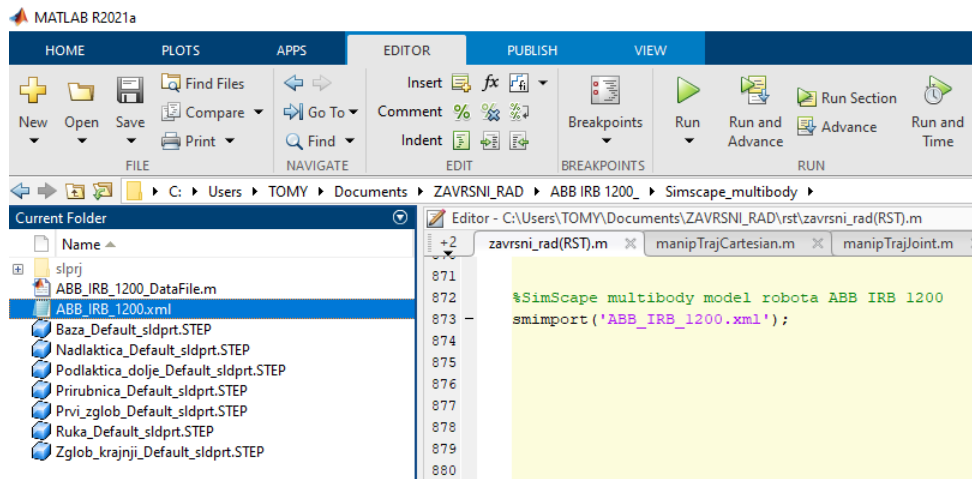 MATLAB R2021a
HOME PLOTS APPS EDITOR PUBLISH VIEW
Find Files Insert fx
Compare Go To Comment Run Section
New Open Save Breakpoints Run Run and Advance Run and
Print Find Indent Advance Time
FILE NAVIGATE EDIT BREAKPOINTS RUN
C: Users TOMY Documents ZAVRSNI_RAD ABB IRB 1200_ Simscape_multibody
Current Folder
Editor - C:\Users\TOMY\Documents\ZAVRSNI_RAD\rst\zavrsni_rad(RST).m
Name
+2 zavrsni_rad(RST).m manipTrajCartesian.m manipTrajJoint.m
slprj
ABB_IRB_1200_DataFile.m
ABB_IRB_1200.xml
Baza_Default_sldprt.STEP
Nadlaktica_Default_sldprt.STEP
Podlaktica_dolje_Default_sldprt.STEP
Prirubnica_Default_sldprt.STEP
Prvi_zglob_Default_sldprt.STEP
Ruka_Default_sldprt.STEP
Zglob_krajnji_Default_sldprt.STEP
871
872 %SimScape multibody model robota ABB IRB 1200
873 – smimport('ABB_IRB_1200.xml');
874
875
876
877
878
879
880